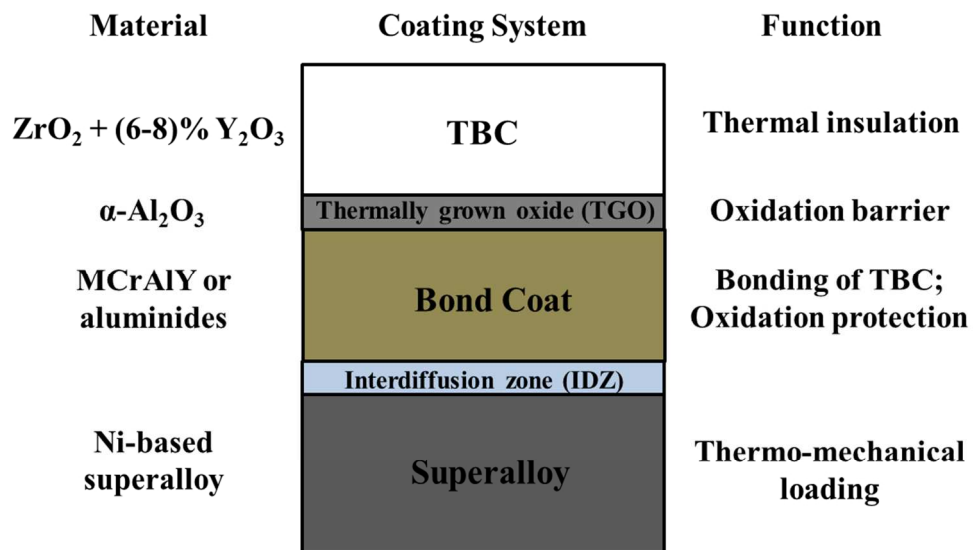 Material Coating System Function
ZrO₂ + (6-8)% Y₂O₃ TBC Thermal insulation
α-Al₂O₃ Thermally grown oxide (TGO) Oxidation barrier
MCrAlY or
aluminides
Bond Coat
Bonding of TBC;
Oxidation protection
Interdiffusion zone (IDZ)
Ni-based
superalloy
Superalloy
Thermo-mechanical
loading